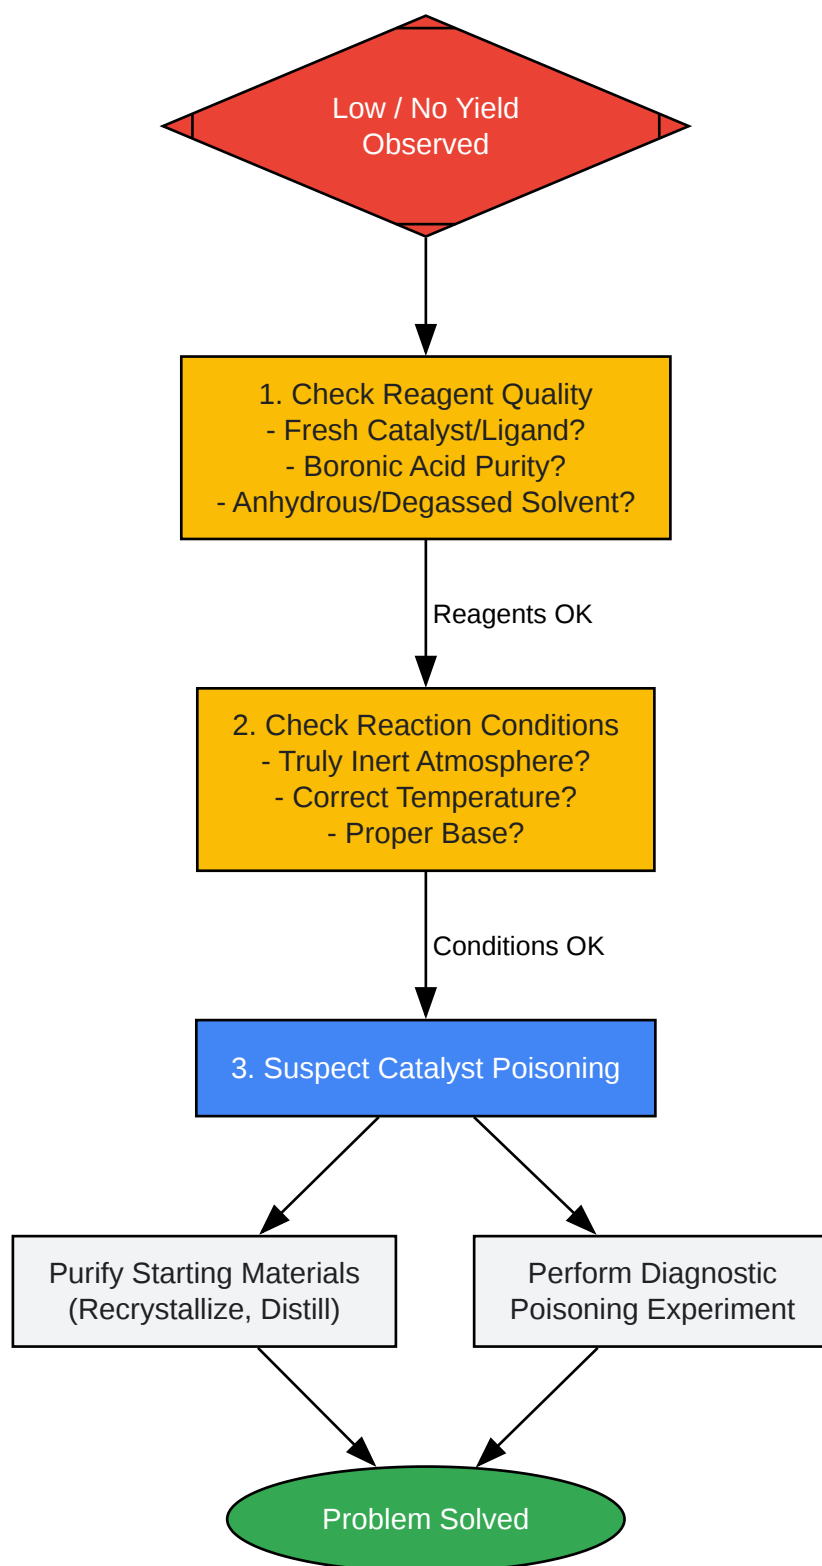 Low / No Yield
Observed
1. Check Reagent Quality
- Fresh Catalyst/Ligand?
- Boronic Acid Purity?
- Anhydrous/Degassed Solvent?
Reagents OK
2. Check Reaction Conditions
- Truly Inert Atmosphere?
- Correct Temperature?
- Proper Base?
Conditions OK
3. Suspect Catalyst Poisoning
Purify Starting Materials
(Recrystallize, Distill)
Perform Diagnostic
Poisoning Experiment
Problem Solved